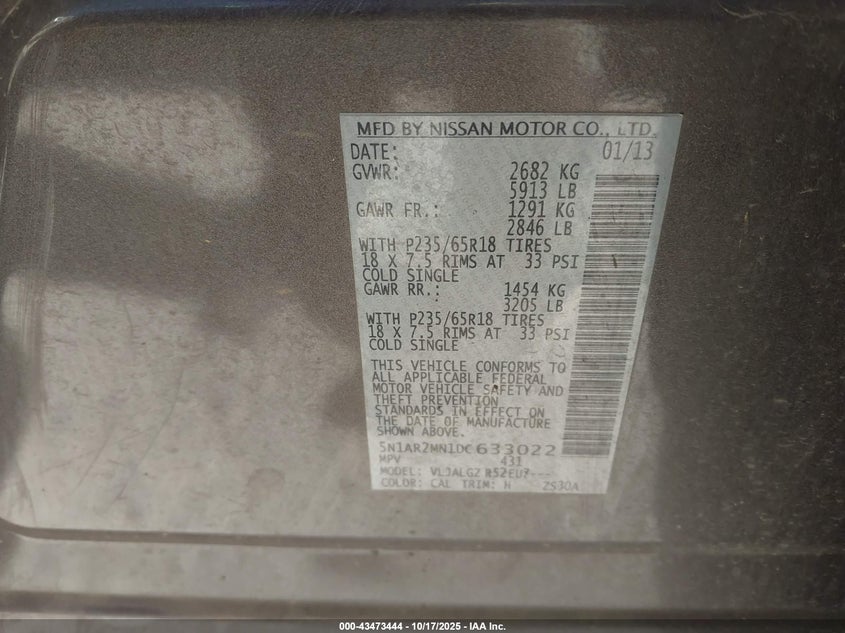 MFD BY NISSAN MOTOR CO., LTD.
DATE: 01/13
GVWR: 2682 KG
5913 LB
GAWR FR.: 1291 KG
2846 LB
WITH P235/65R18 TIRES
18 X 7.5 RIMS AT 33 PSI
COLD SINGLE
GAWR RR.: 1454 KG
3205 LB
WITH P235/65R18 TIRES
18 X 7.5 RIMS AT 33 PSI
COLD SINGLE
THIS VEHICLE CONFORMS TO
ALL APPLICABLE FEDERAL
MOTOR VEHICLE SAFETY AND
THEFT PREVENTION
STANDARDS IN EFFECT ON
THE DATE OF MANUFACTURE
SHOWN ABOVE
5N1AR2MN1DC633022
MPV 431
MODEL:
COLOR: CAL TRIM: H ZS30A
000-43473444 - 10/17/2025 - IAA Inc.